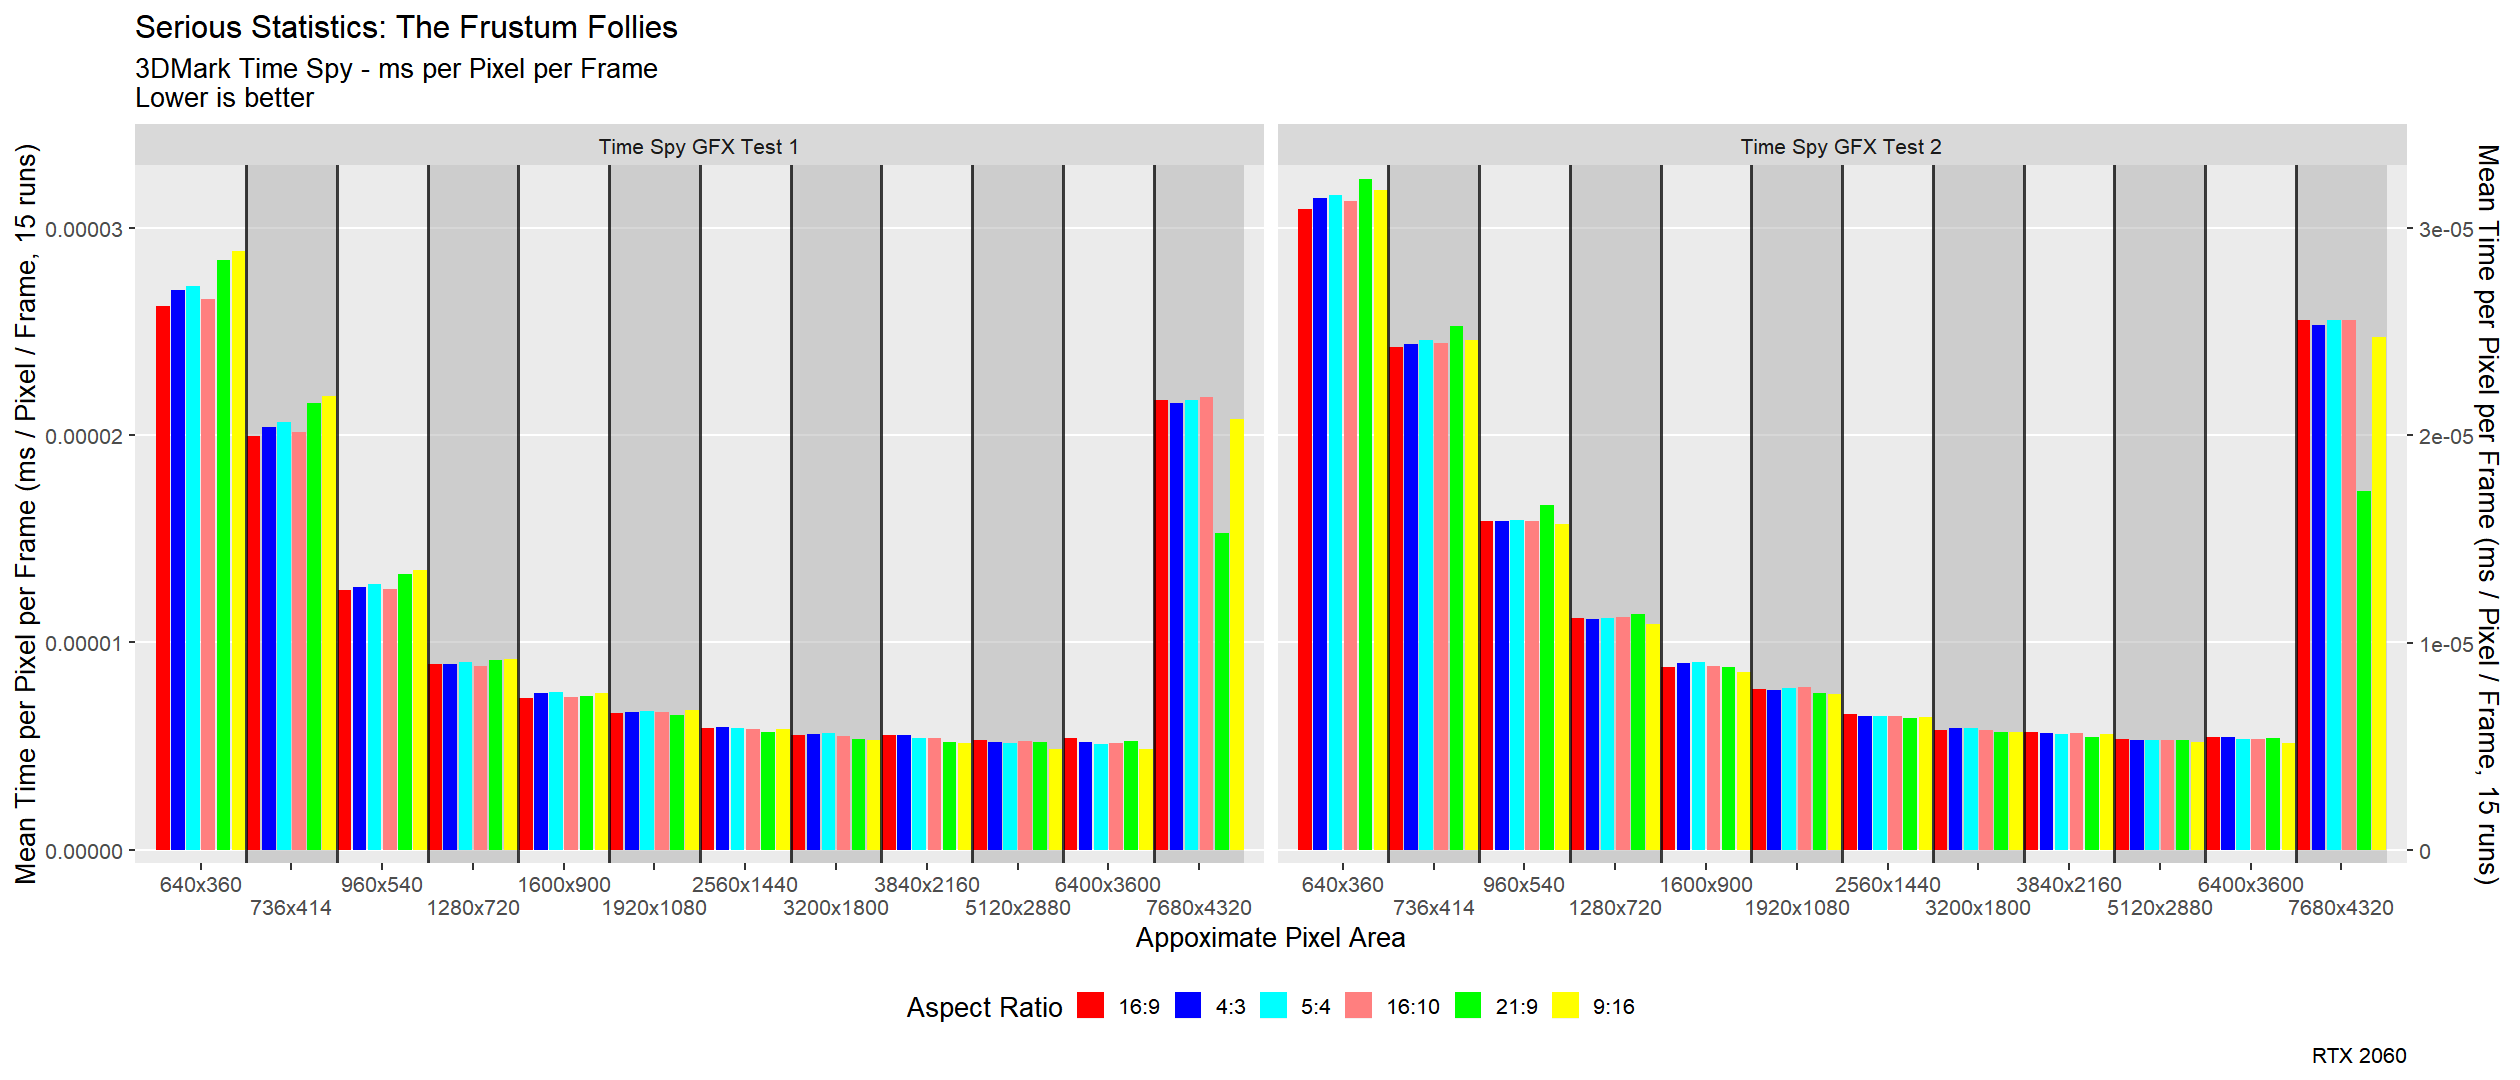 Serious Statistics: The Frustum Follies
3DMark Time Spy - ms per Pixel per Frame
Lower is better
Mean Time per Pixel per Frame (ms / Pixel / Frame, 15 runs)
Time Spy GFX Test 1
Time Spy GFX Test 2
0.00003
0.00002
0.00001
0.00000
3e-05
2e-05
1e-05
0
Mean Time per Pixel per Frame (ms / Pixel / Frame, 15 runs)
640x360 960x540 1600x900 2560x1440 3840x2160 6400x3600
736x414 1280x720 1920x1080 3200x1800 5120x2880 7680x4320
640x360 960x540 1600x900 2560x1440 3840x2160 6400x3600
736x414 1280x720 1920x1080 3200x1800 5120x2880 7680x4320
Appoximate Pixel Area
Aspect Ratio 16:9 4:3 5:4 16:10 21:9 9:16
RTX 2060